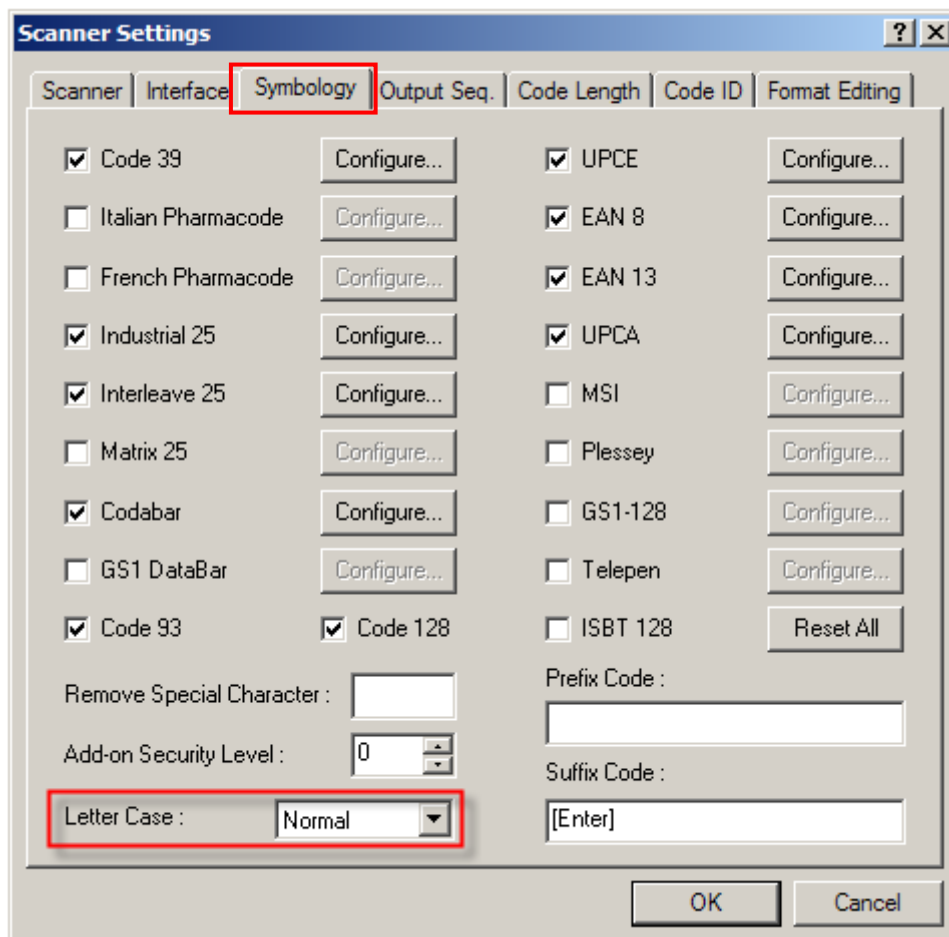 Scanner Settings
Scanner Interface Symbology Output Seq. Code Length Code ID Format Editing
Code 39 Configure... UPCE Configure...
Italian Pharmacode Configure... EAN 8 Configure...
French Pharmacode Configure... EAN 13 Configure...
Industrial 25 Configure... UPCA Configure...
Interleave 25 Configure... MSI Configure...
Matrix 25 Configure... Plessey Configure...
Codabar Configure... GS1-128 Configure...
GS1 DataBar Configure... Telepen Configure...
Code 93 Code 128 ISBT 128 Reset All
Remove Special Character : Prefix Code :
Add-on Security Level : 0
Suffix Code :
Letter Case : Normal [Enter]
OK Cancel